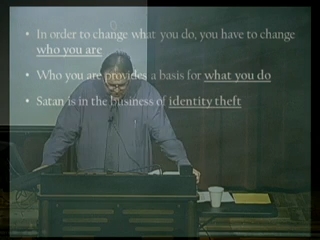 • In order to change what you do, you have to change
who you are
• Who you are provides a basis for what you do
• Satan is in the business of identity theft